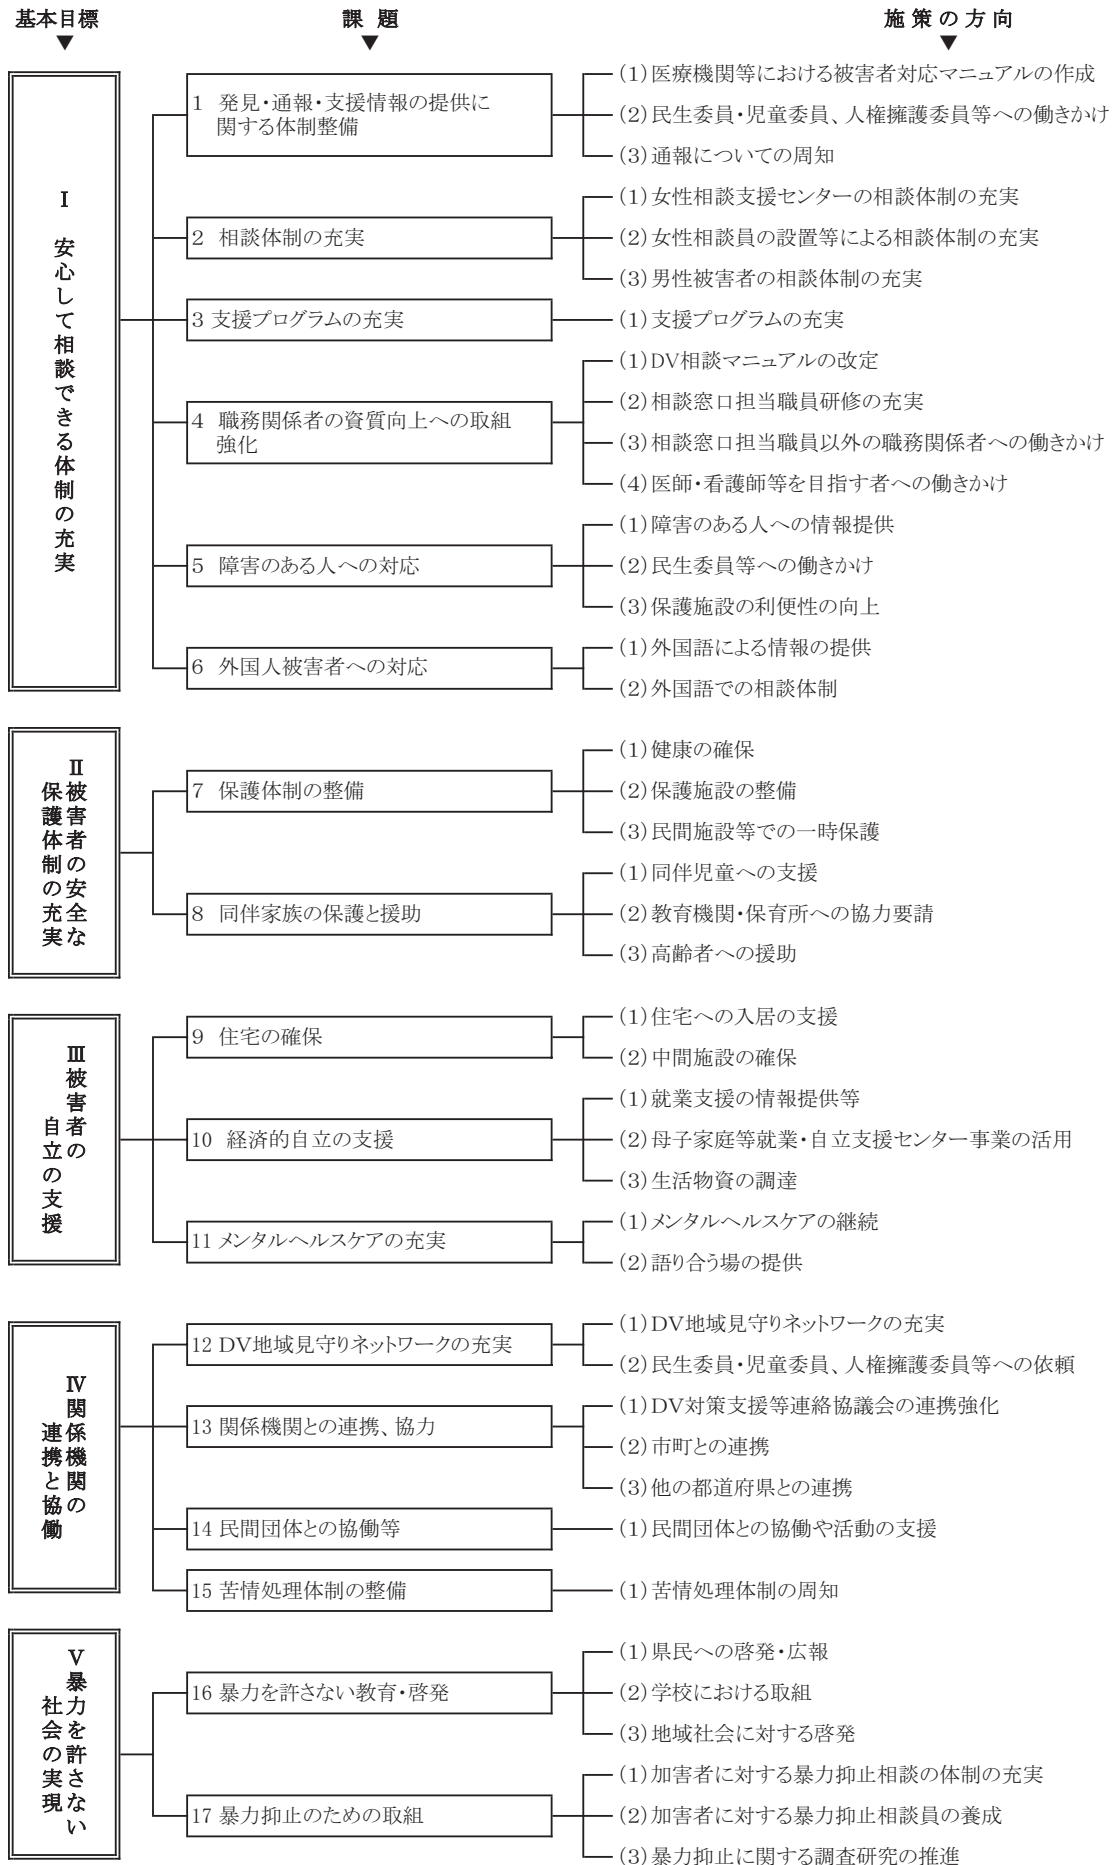 基本目標
課 題
施 策 の 方 向
▼
▼
▼
Ⅰ 安心して相談できる体制の充実
1 発見・通報・支援情報の提供に
関する体制整備
(1)医療機関等における被害者対応マニュアルの作成
(2)民生委員・児童委員、人権擁護委員等への働きかけ
(3)通報についての周知
2 相談体制の充実
(1)女性相談支援センターの相談体制の充実
(2)女性相談員の設置等による相談体制の充実
(3)男性被害者の相談体制の充実
3 支援プログラムの充実
(1)支援プログラムの充実
4 職務関係者の資質向上への取組
強化
(1)DV相談マニュアルの改定
(2)相談窓口担当職員研修の充実
(3)相談窓口担当職員以外の職務関係者への働きかけ
(4)医師・看護師等を目指す者への働きかけ
5 障害のある人への対応
(1)障害のある人への情報提供
(2)民生委員等への働きかけ
(3)保護施設の利便性の向上
6 外国人被害者への対応
(1)外国語による情報の提供
(2)外国語での相談体制
Ⅱ被害者の安全な
保護体制の充実
7 保護体制の整備
(1)健康の確保
(2)保護施設の整備
(3)民間施設等での一時保護
8 同伴家族の保護と援助
(1)同伴児童への支援
(2)教育機関・保育所への協力要請
(3)高齢者への援助
Ⅲ被害者の
自立の支援
9 住宅の確保
(1)住宅への入居の支援
(2)中間施設の確保
10 経済的自立の支援
(1)就業支援の情報提供等
(2)母子家庭等就業・自立支援センター事業の活用
(3)生活物資の調達
11 メンタルヘルスケアの充実
(1)メンタルヘルスケアの継続
(2)語り合う場の提供
Ⅳ関係機関の
連携と協働
12 DV地域見守りネットワークの充実
(1)DV地域見守りネットワークの充実
(2)民生委員・児童委員、人権擁護委員等への依頼
13 関係機関との連携、協力
(1)DV対策支援等連絡協議会の連携強化
(2)市町との連携
(3)他の都道府県との連携
14 民間団体との協働等
(1)民間団体との協働や活動の支援
15 苦情処理体制の整備
(1)苦情処理体制の周知
Ⅴ暴力を許さない
社会の実現
16 暴力を許さない教育・啓発
(1)県民への啓発・広報
(2)学校における取組
(3)地域社会に対する啓発
17 暴力抑止のための取組
(1)加害者に対する暴力抑止相談の体制の充実
(2)加害者に対する暴力抑止相談員の養成
(3)暴力抑止に関する調査研究の推進